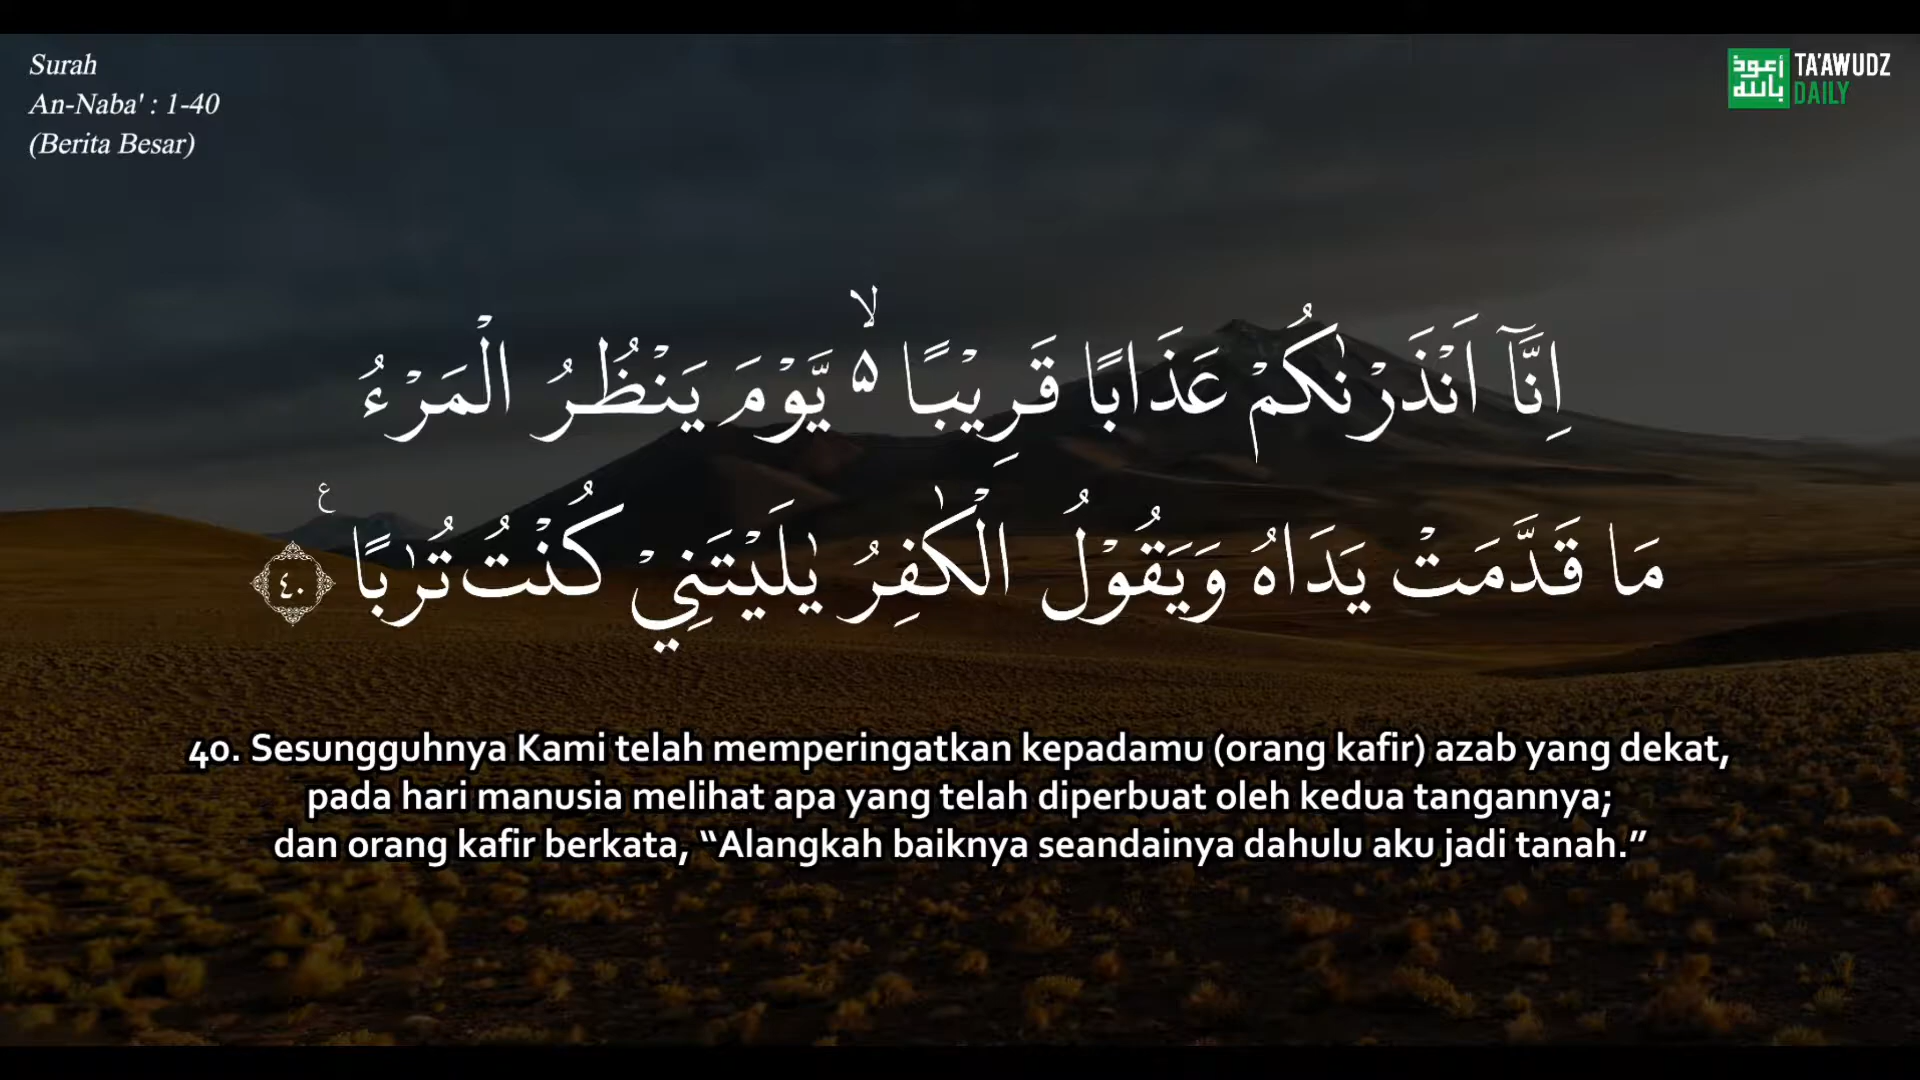 Surah
An-Naba' : 1-40
(Berita Besar)
أعوذ
بالله
TA'AWUDZ
DAILY
اِنَّآ اَنْذَرْنٰكُمْ عَذَابًا قَرِيْبًا ەۙ يَّوْمَ يَنْظُرُ الْمَرْءُ
مَا قَدَّمَتْ يَدَاهُ وَيَقُوْلُ الْكٰفِرُ يٰلَيْتَنِيْ كُنْتُ تُرٰبًا ࣖ ٤٠
40. Sesungguhnya Kami telah memperingatkan kepadamu (orang kafir) azab yang dekat,
pada hari manusia melihat apa yang telah diperbuat oleh kedua tangannya;
dan orang kafir berkata, “Alangkah baiknya seandainya dahulu aku jadi tanah.”